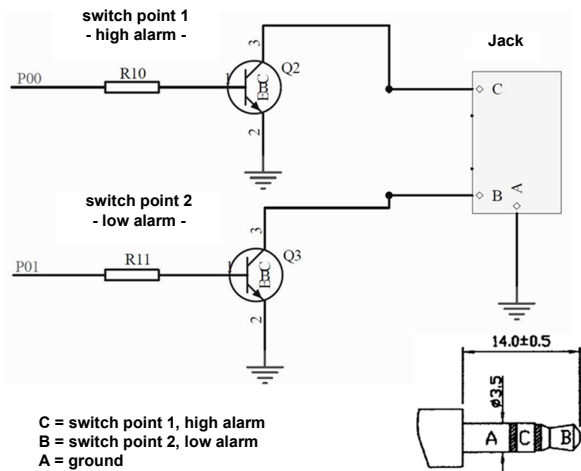 switch point 1
- high alarm -
Jack
3
Q2
P00
R10
1
C
B
E
C
2
A
B
switch point 2
- low alarm -
3
Q3
P01
R11
1
C
B
E
2
14.0±0.5
ø3.5
A
C
B
C = switch point 1, high alarm
B = switch point 2, low alarm
A = ground